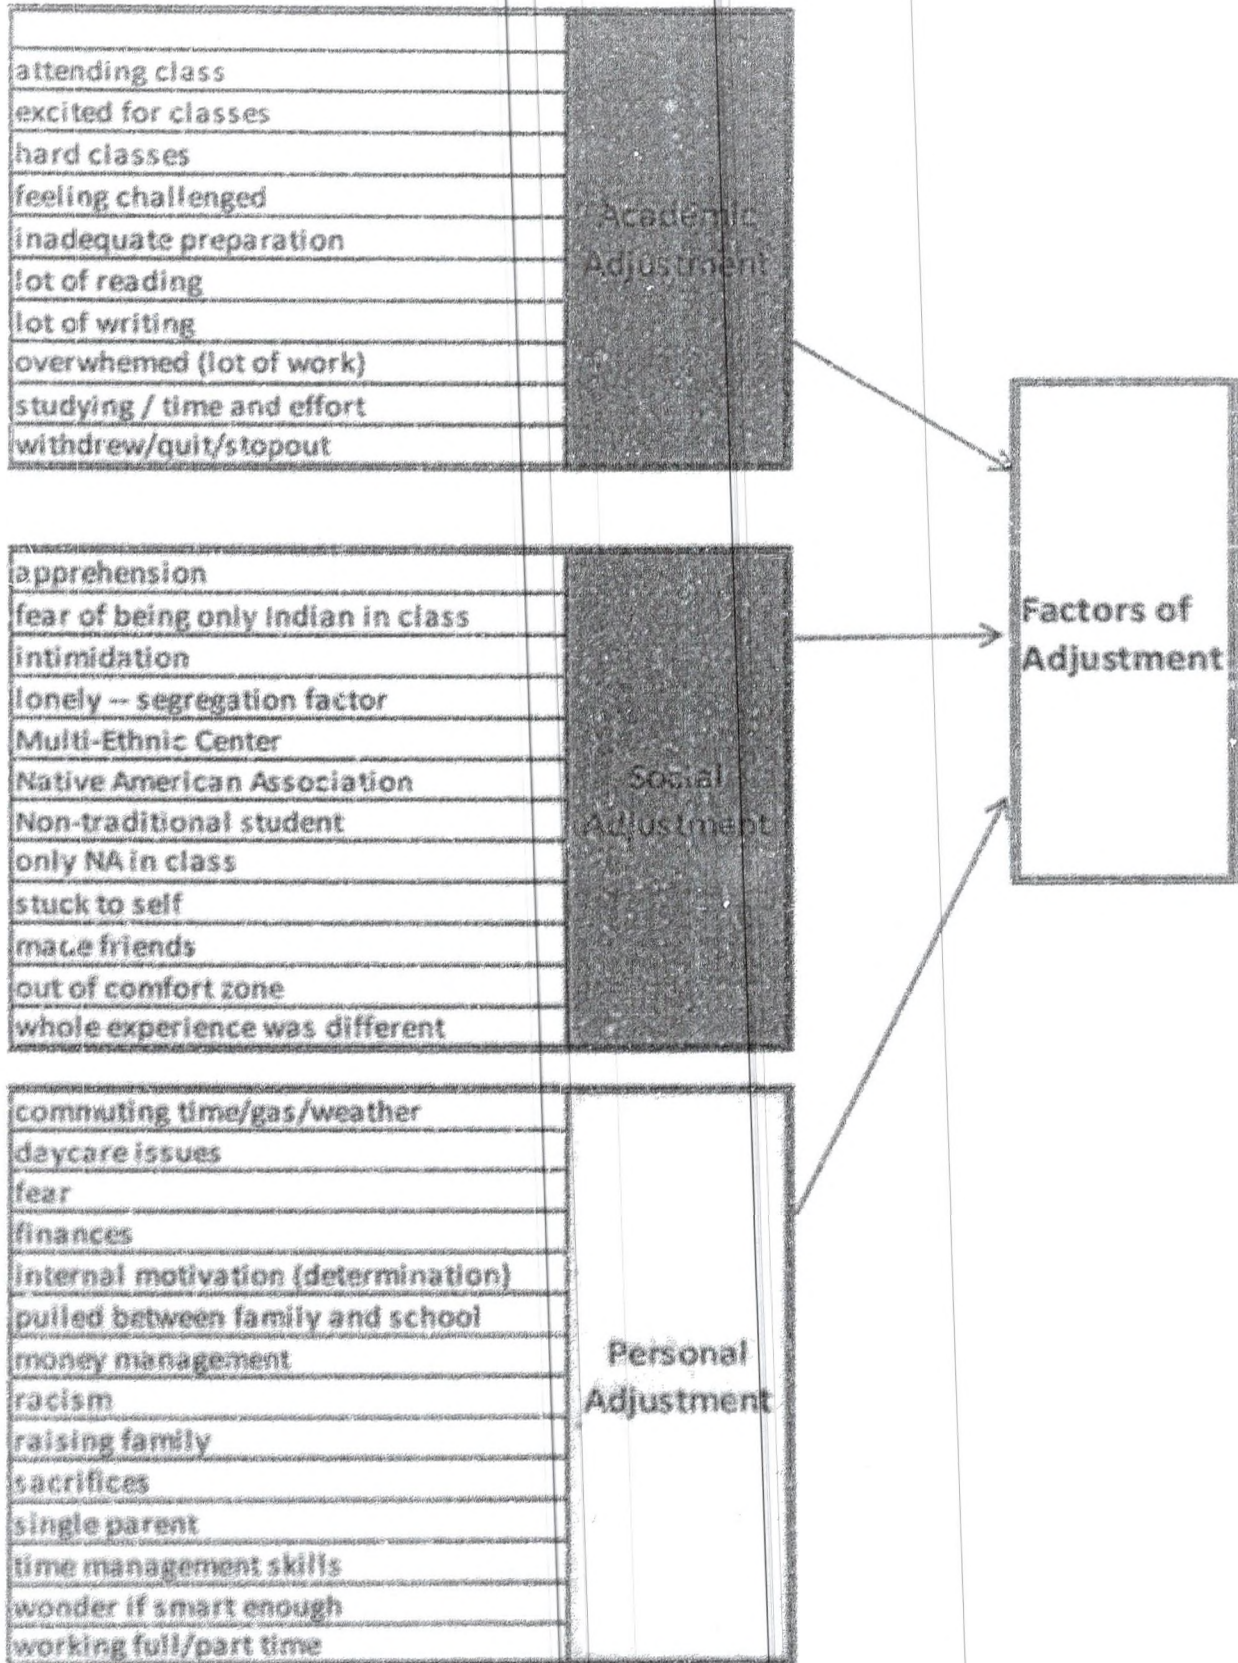 attending class
excited for classes
hard classes
feeling challenged
inadequate preparation
lot of reading
lot of writing
overwhemed (lot of work)
studying / time and effort
withdrew/quit/stopout
Academic
Adjustment
apprehension
fear of being only Indian in class
intimidation
lonely -- segregation factor
Multi-Ethnic Center
Native American Association
Non-traditional student
only NA in class
stuck to self
made friends
out of comfort zone
whole experience was different
Social
Adjustment
commuting time/gas/weather
daycare issues
fear
finances
internal motivation (determination)
pulled between family and school
money management
racism
raising family
sacrifices
single parent
time management skills
wonder if smart enough
working full/part time
Personal
Adjustment
Factors of
Adjustment